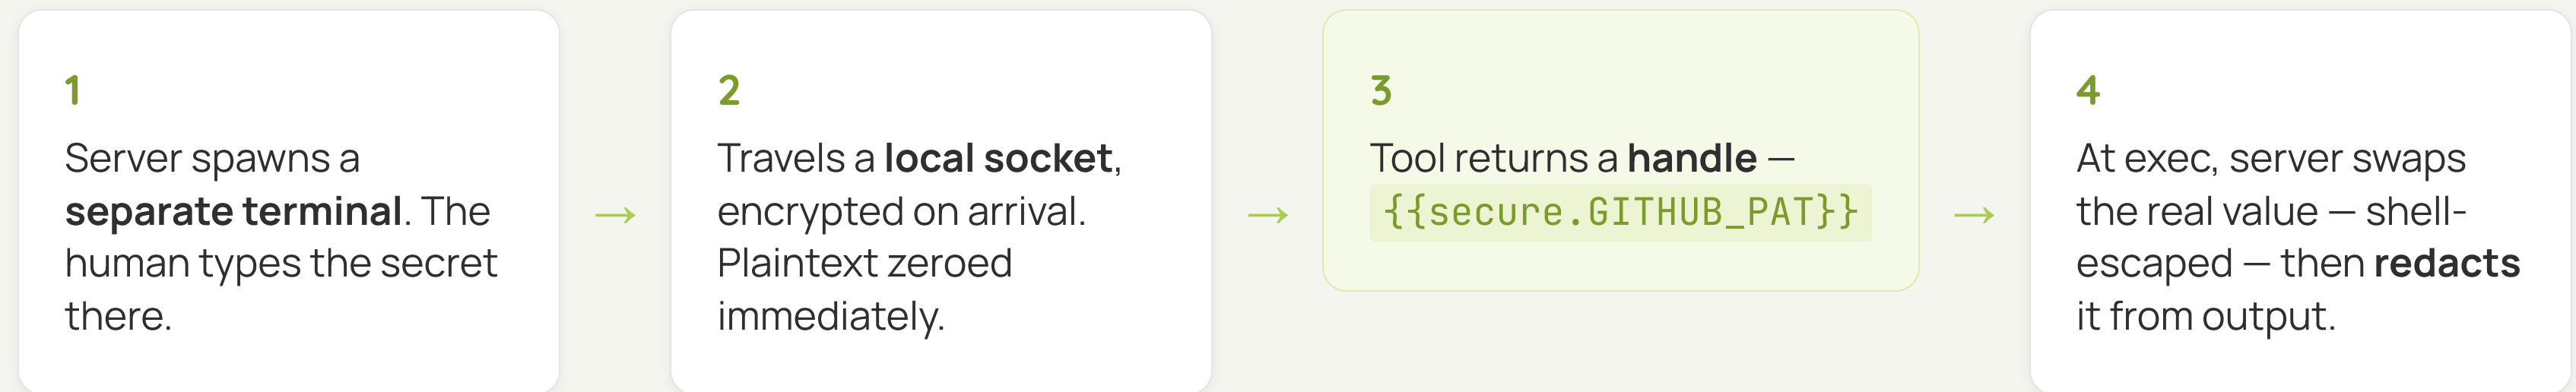 1
Server spawns a
separate terminal. The
human types the secret
there.
→
2
Travels a local socket,
encrypted on arrival.
Plaintext zeroed
immediately.
→
3
Tool returns a handle —
{{secure.GITHUB_PAT}}
→
4
At exec, server swaps
the real value — shell-
escaped — then redacts
it from output.